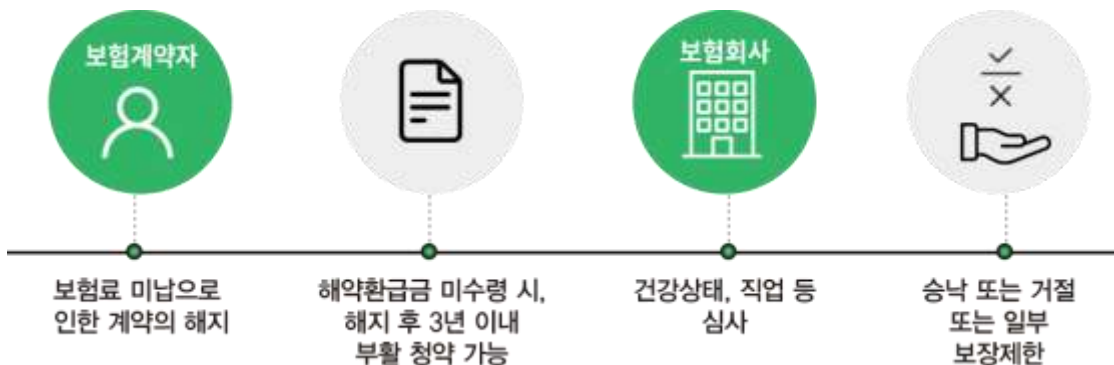 보험계약자
보험회사
보험료 미납으로
인한 계약의 해지
해약환급금 미수령 시,
해지 후 3년 이내
부활 청약 가능
건강상태, 직업 등
심사
승낙 또는 거절
또는 일부
보장제한